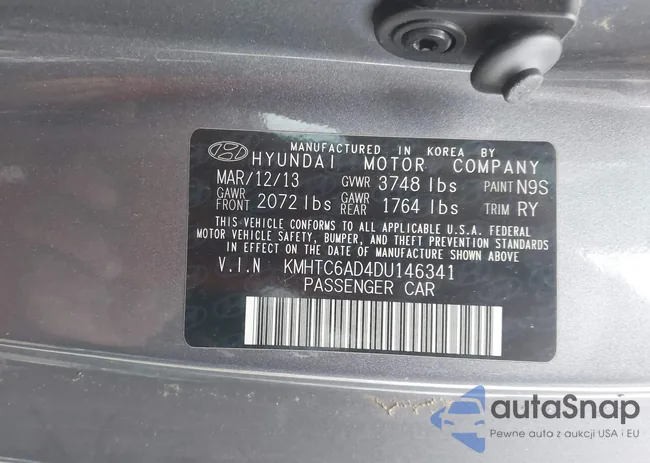 MANUFACTURED IN KOREA BY
HYUNDAI MOTOR COMPANY
MAR/12/13 GVWR 3748 lbs PAINT N9S
GAWR FRONT 2072 lbs GAWR REAR 1764 lbs TRIM RY
THIS VEHICLE CONFORMS TO ALL APPLICABLE U.S.A. FEDERAL
MOTOR VEHICLE SAFETY, BUMPER, AND THEFT PREVENTION STANDARDS
IN EFFECT ON THE DATE OF MANUFACTURE SHOWN ABOVE.
V.I.N KMHTC6AD4DU146341
PASSENGER CAR
autaSnap
Pewne auta z aukcji USA i EU